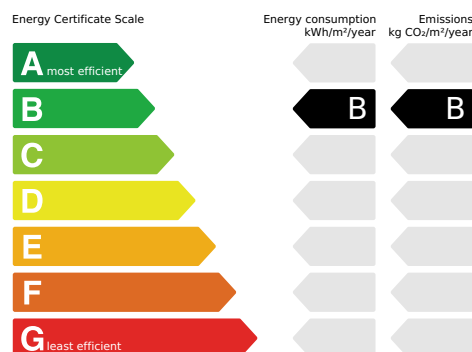 Energy Certificate Scale
Energy consumption
kWh/m²/year
Emissions
kg CO₂/m²/year
A most efficient
B
B
B
C
D
E
F
G least efficient